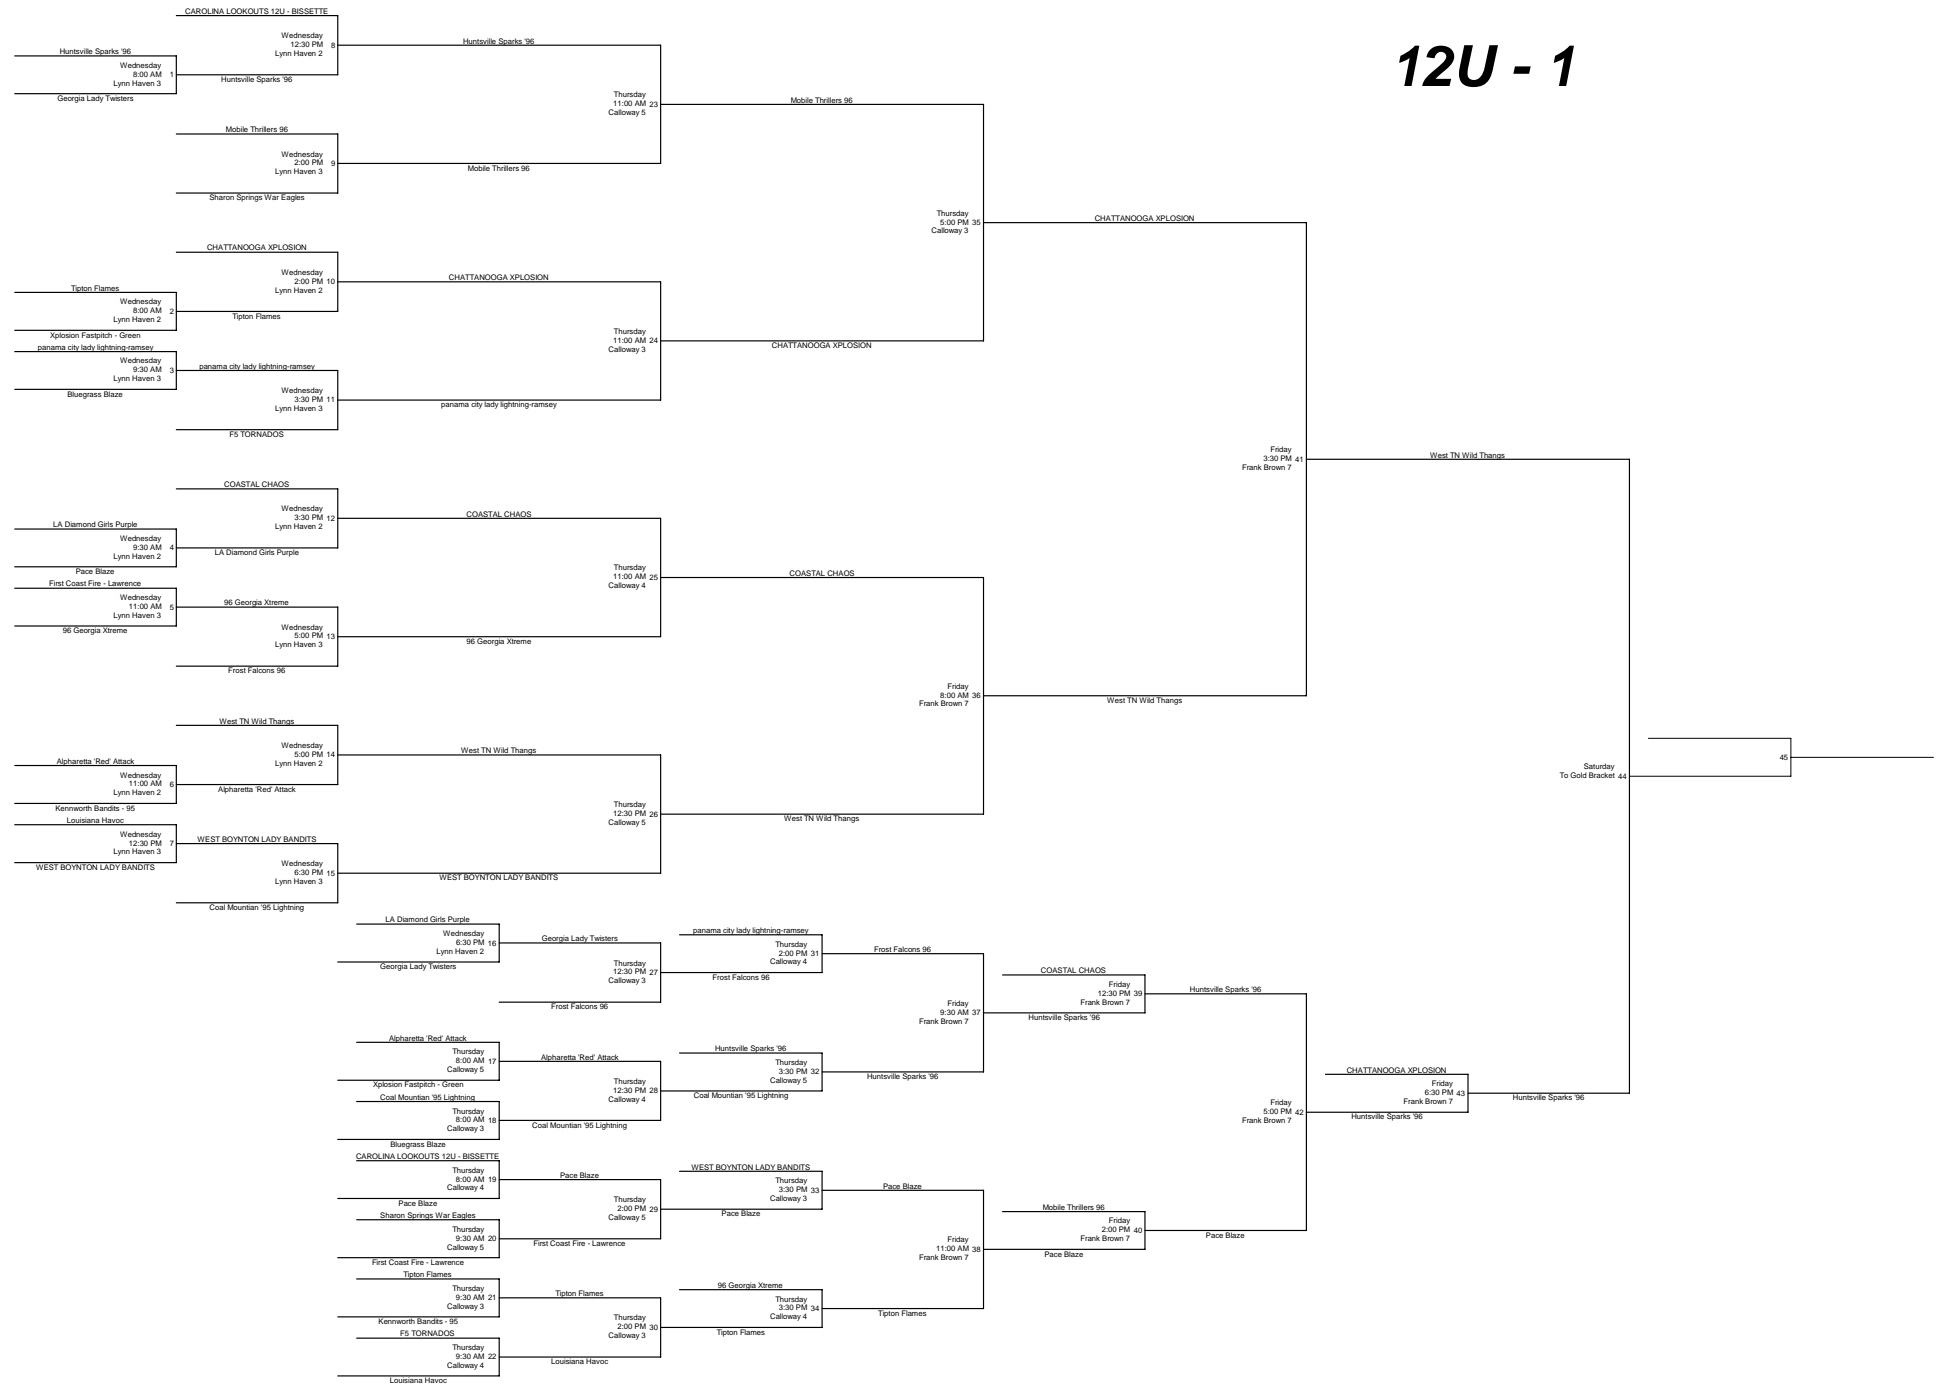 12U - 1
CAROLINA LOOKOUTS 12U - BISSETTE
Wednesday
12:30 PM 8
Lynn Haven 2
Huntsville Sparks '96
Huntsville Sparks '96
Wednesday
8:00 AM 1
Lynn Haven 3
Huntsville Sparks '96
Georgia Lady Twisters
Thursday
11:00 AM 23
Calloway 5
Mobile Thrillers 96
Mobile Thrillers 96
Wednesday
2:00 PM 9
Lynn Haven 3
Mobile Thrillers 96
Sharon Springs War Eagles
Thursday
5:00 PM 35
Calloway 3
CHATTANOOGA XPLOSION
CHATTANOOGA XPLOSION
Wednesday
2:00 PM 10
Lynn Haven 2
CHATTANOOGA XPLOSION
Tipton Flames
Wednesday
8:00 AM 2
Lynn Haven 2
Tipton Flames
Xplosion Fastpitch - Green
Thursday
11:00 AM 24
Calloway 3
CHATTANOOGA XPLOSION
panama city lady lightning-ramsey
Wednesday
9:30 AM 3
Lynn Haven 3
panama city lady lightning-ramsey
Bluegrass Blaze
Wednesday
3:30 PM 11
Lynn Haven 3
panama city lady lightning-ramsey
F5 TORNADOS
Friday
3:30 PM 41
Frank Brown 7
West TN Wild Thangs
COASTAL CHAOS
Wednesday
3:30 PM 12
Lynn Haven 2
COASTAL CHAOS
LA Diamond Girls Purple
Wednesday
9:30 AM 4
Lynn Haven 2
LA Diamond Girls Purple
Pace Blaze
Thursday
11:00 AM 25
Calloway 4
COASTAL CHAOS
First Coast Fire - Lawrence
Wednesday
11:00 AM 5
Lynn Haven 3
96 Georgia Xtreme
96 Georgia Xtreme
Wednesday
5:00 PM 13
Lynn Haven 3
96 Georgia Xtreme
Frost Falcons 96
Friday
8:00 AM 36
Frank Brown 7
West TN Wild Thangs
West TN Wild Thangs
Wednesday
5:00 PM 14
Lynn Haven 2
West TN Wild Thangs
Alpharetta 'Red' Attack
Wednesday
11:00 AM 6
Lynn Haven 2
Alpharetta 'Red' Attack
Kennworth Bandits - 95
Thursday
12:30 PM 26
Calloway 5
West TN Wild Thangs
Louisiana Havoc
Wednesday
12:30 PM 7
Lynn Haven 3
WEST BOYNTON LADY BANDITS
WEST BOYNTON LADY BANDITS
Wednesday
6:30 PM 15
Lynn Haven 3
WEST BOYNTON LADY BANDITS
Coal Mountian '95 Lightning
Saturday
To Gold Bracket 44
45
LA Diamond Girls Purple
Wednesday
6:30 PM 16
Lynn Haven 2
Georgia Lady Twisters
Georgia Lady Twisters
Thursday
12:30 PM 27
Calloway 3
Frost Falcons 96
Frost Falcons 96
panama city lady lightning-ramsey
Thursday
2:00 PM 31
Calloway 4
Frost Falcons 96
Friday
9:30 AM 37
Frank Brown 7
Huntsville Sparks '96
COASTAL CHAOS
Friday
12:30 PM 39
Frank Brown 7
Huntsville Sparks '96
Alpharetta 'Red' Attack
Thursday
8:00 AM 17
Calloway 5
Alpharetta 'Red' Attack
Xplosion Fastpitch - Green
Thursday
12:30 PM 28
Calloway 4
Coal Mountian '95 Lightning
Huntsville Sparks '96
Thursday
3:30 PM 32
Calloway 5
Huntsville Sparks '96
Coal Mountian '95 Lightning
Thursday
8:00 AM 18
Calloway 3
Coal Mountian '95 Lightning
Bluegrass Blaze
Friday
5:00 PM 42
Frank Brown 7
Huntsville Sparks '96
CHATTANOOGA XPLOSION
Friday
6:30 PM 43
Frank Brown 7
Huntsville Sparks '96
CAROLINA LOOKOUTS 12U - BISSETTE
Thursday
8:00 AM 19
Calloway 4
Pace Blaze
Pace Blaze
Thursday
2:00 PM 29
Calloway 5
Pace Blaze
WEST BOYNTON LADY BANDITS
Thursday
3:30 PM 33
Calloway 3
Pace Blaze
Sharon Springs War Eagles
Thursday
9:30 AM 20
Calloway 5
First Coast Fire - Lawrence
First Coast Fire - Lawrence
Friday
11:00 AM 38
Frank Brown 7
Pace Blaze
Mobile Thrillers 96
Friday
2:00 PM 40
Frank Brown 7
Pace Blaze
Tipton Flames
Thursday
9:30 AM 21
Calloway 3
Tipton Flames
Kennworth Bandits - 95
Thursday
2:00 PM 30
Calloway 3
Tipton Flames
96 Georgia Xtreme
Thursday
3:30 PM 34
Calloway 4
Tipton Flames
F5 TORNADOS
Thursday
9:30 AM 22
Calloway 4
Louisiana Havoc
Louisiana Havoc